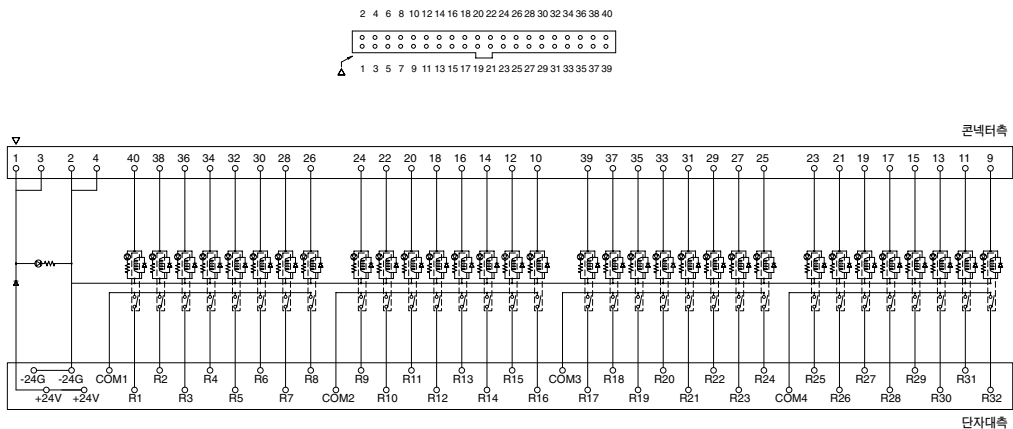 2 4 6 8 10 12 14 16 18 20 22 24 26 28 30 32 34 36 38 40
1 3 5 7 9 11 13 15 17 19 21 23 25 27 29 31 33 35 37 39
콘넥터측
1 3 2 4 40 38 36 34 32 30 28 26 24 22 20 18 16 14 12 10 39 37 35 33 31 29 27 25 23 21 19 17 15 13 11 9
-24G -24G COM1 R2 R4 R6 R8 R9 R11 R13 R15 COM3 R18 R20 R22 R24 R25 R27 R29 R31
+24V +24V R1 R3 R5 R7 COM2 R10 R12 R14 R16 R17 R19 R21 R23 COM4 R26 R28 R30 R32
단자대측